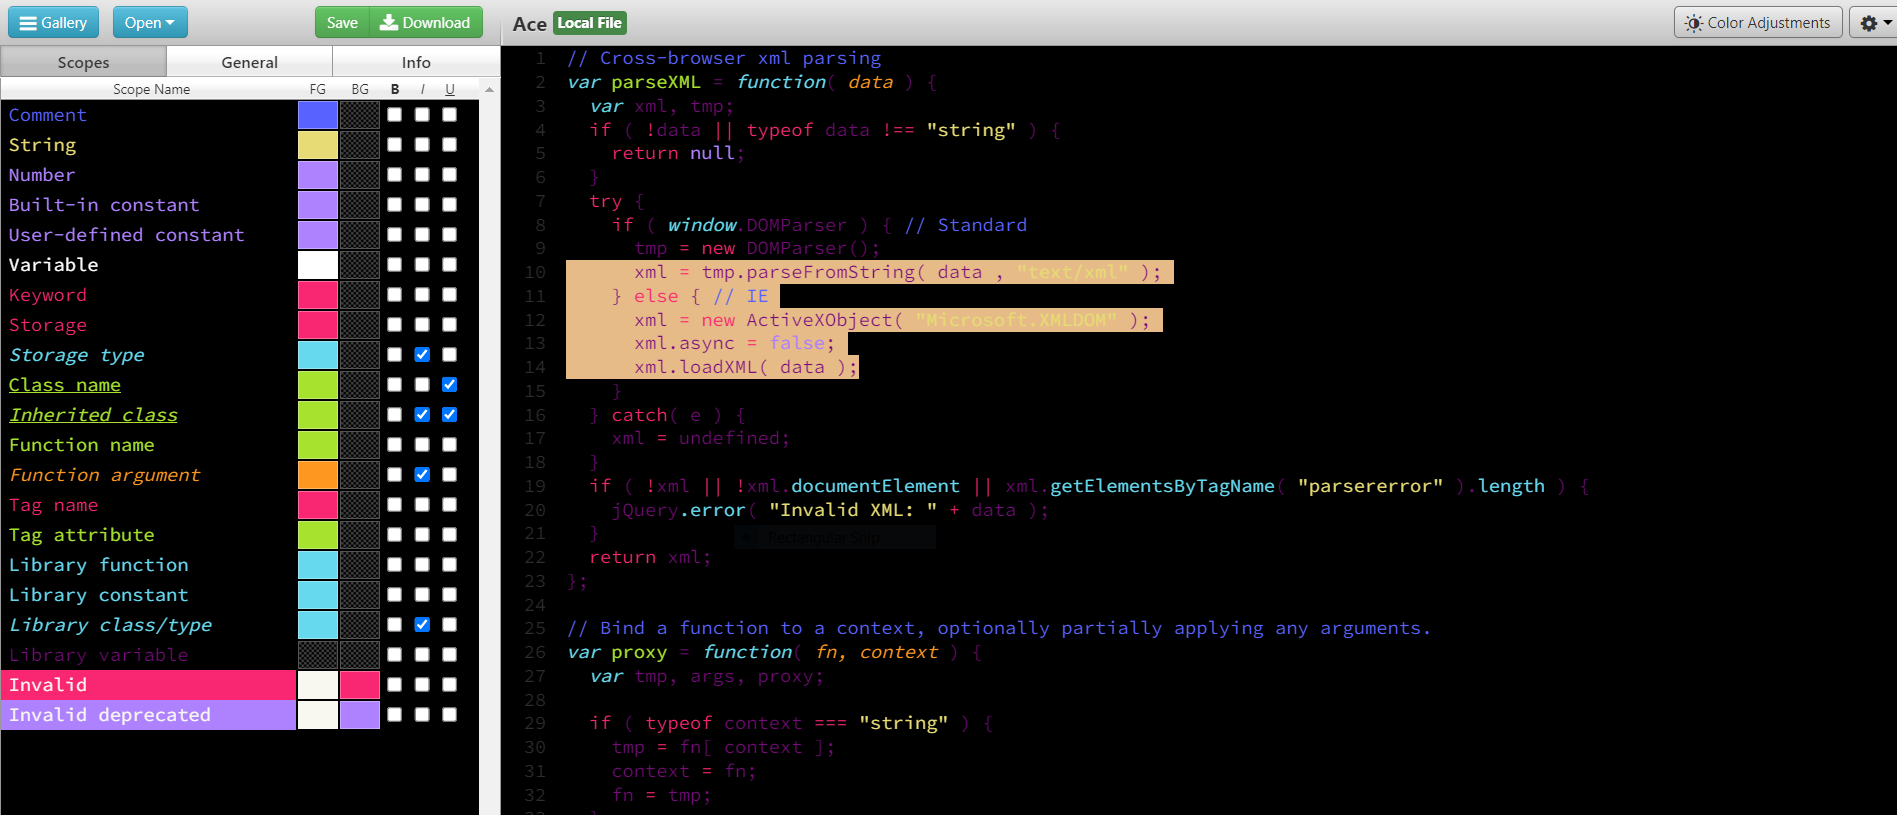 Gallery Open Save Download Ace Local File Color Adjustments
Scopes General Info
Scope Name FG BG B I U
Comment
String
Number
Built-in constant
User-defined constant
Variable
Keyword
Storage
Storage type
Class name
Inherited class
Function name
Function argument
Tag name
Tag attribute
Library function
Library constant
Library class/type
Library variable
Invalid
Invalid deprecated
1 // Cross-browser xml parsing
2 var parseXML = function( data ) {
3 var xml, tmp;
4 if ( !data || typeof data !== "string" ) {
5 return null;
6 }
7 try {
8 if ( window.DOMParser ) { // Standard
9 tmp = new DOMParser();
10 xml = tmp.parseFromString( data , "text/xml" );
11 } else { // IE
12 xml = new ActiveXObject( "Microsoft.XMLDOM" );
13 xml.async = false;
14 xml.loadXML( data );
15 }
16 } catch( e ) {
17 xml = undefined;
18 }
19 if ( !xml || !xml.documentElement || xml.getElementsByTagName( "parsererror" ).length ) {
20 jQuery.error( "Invalid XML: " + data );
21 }
Rectangular Snip
22 return xml;
23 };
24
25 // Bind a function to a context, optionally partially applying any arguments.
26 var proxy = function( fn, context ) {
27 var tmp, args, proxy;
28
29 if ( typeof context === "string" ) {
30 tmp = fn[ context ];
31 context = fn;
32 fn = tmp;